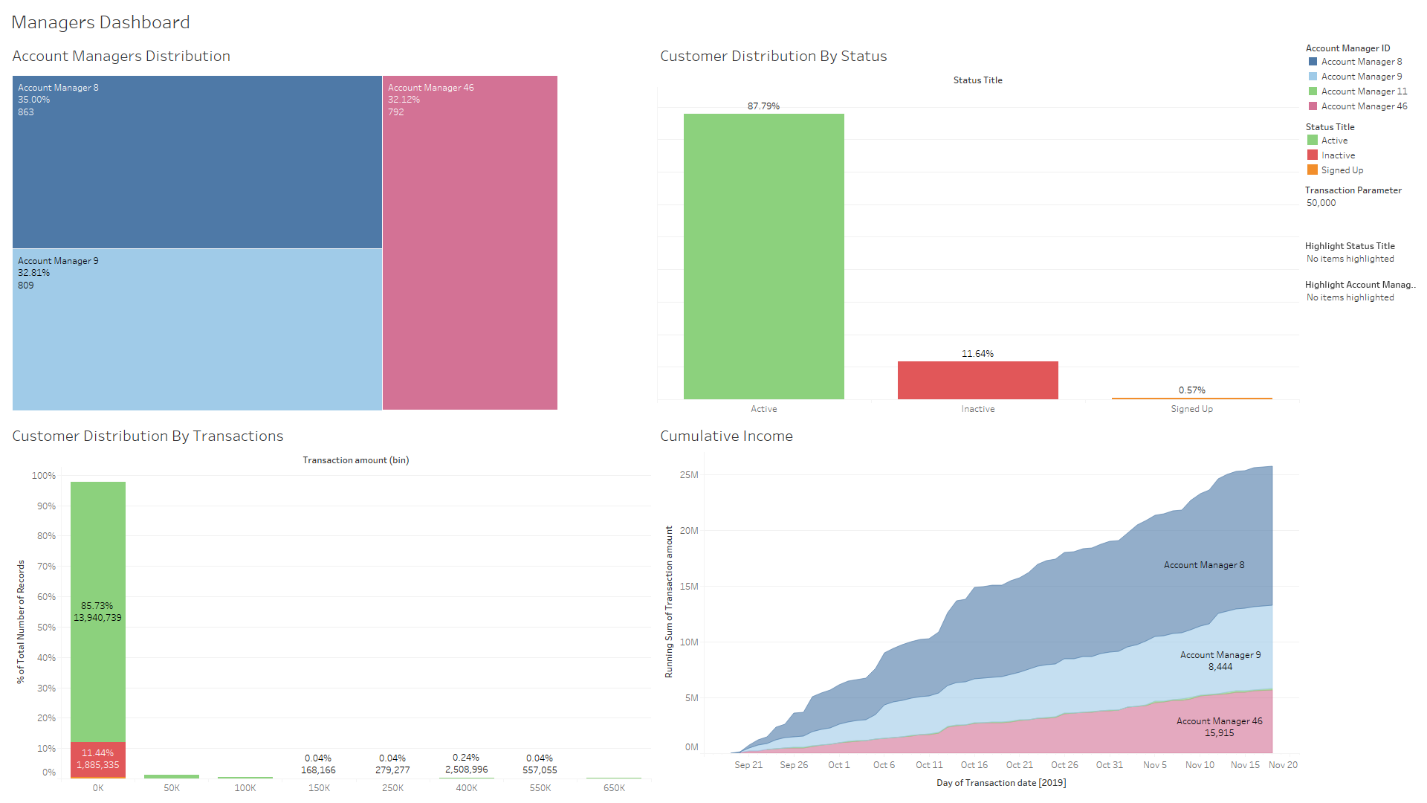 Managers Dashboard
Account Managers Distribution
Account Manager 8
35.00%
863
Account Manager 46
32.12%
792
Account Manager 9
32.81%
809
Customer Distribution By Status
Status Title
87.79%
11.64%
0.57%
Active
Inactive
Signed Up
Account Manager ID
Account Manager 8
Account Manager 9
Account Manager 11
Account Manager 46
Status Title
Active
Inactive
Signed Up
Transaction Parameter
50,000
Highlight Status Title
No items highlighted
Highlight Account Manag..
No items highlighted
Customer Distribution By Transactions
Transaction amount (bin)
% of Total Number of Records
100%
90%
80%
70%
60%
50%
40%
30%
20%
10%
0%
85.73%
13,940,739
11.44%
1,885,335
0.04%
168,166
0.04%
279,277
0.24%
2,508,996
0.04%
557,055
0K
50K
100K
150K
250K
400K
550K
650K
Cumulative Income
Running Sum of Transaction amount
25M
20M
15M
10M
5M
0M
Account Manager 8
Account Manager 9
8,444
Account Manager 46
15,915
Sep 21
Sep 26
Oct 1
Oct 6
Oct 11
Oct 16
Oct 21
Oct 26
Oct 31
Nov 5
Nov 10
Nov 15
Nov 20
Day of Transaction date [2019]